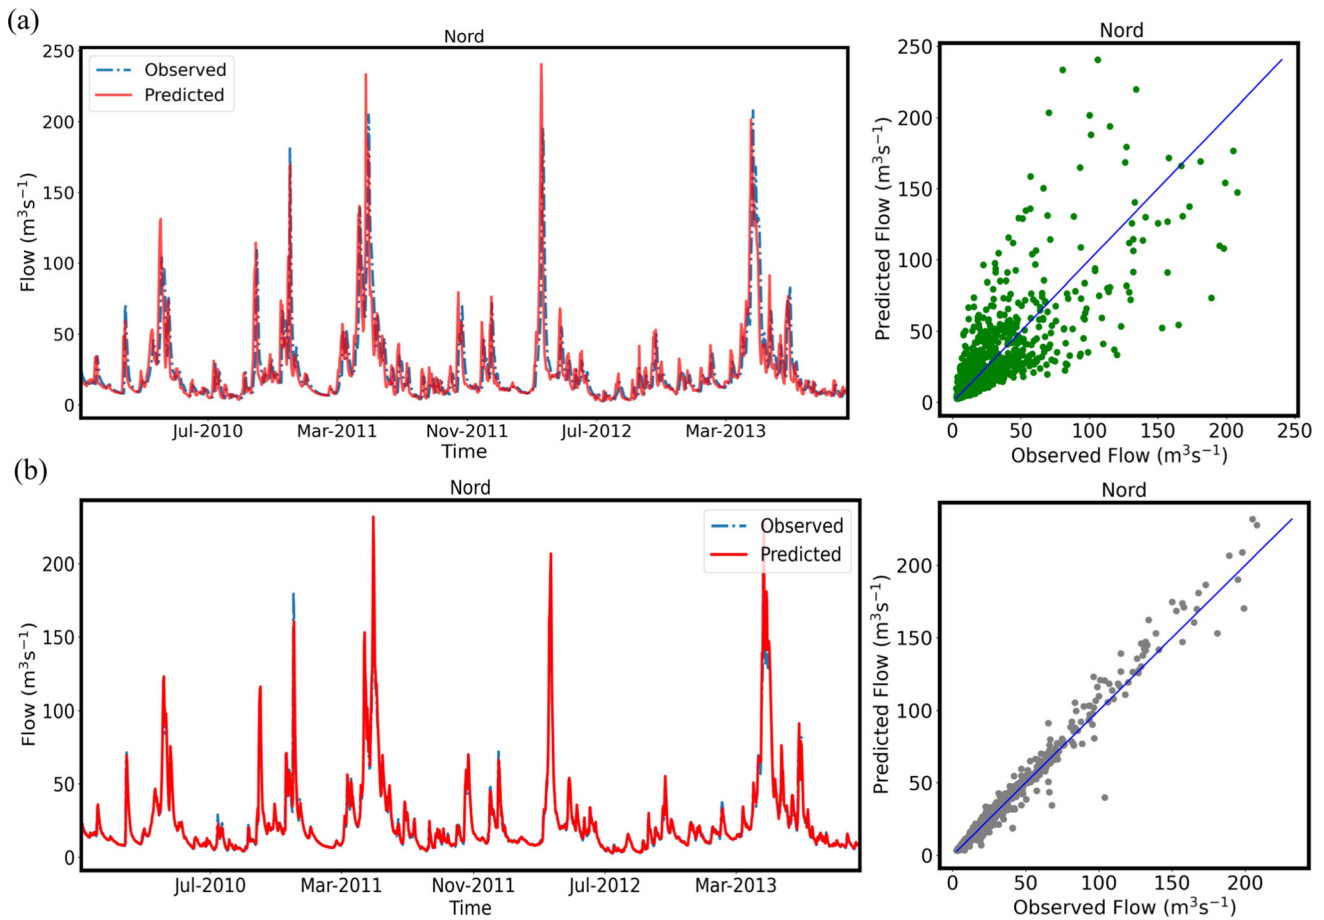 (a)
Nord
Flow (m³s⁻¹)
250
200
150
100
50
0
Observed
Predicted
Jul-2010 Mar-2011 Nov-2011 Jul-2012 Mar-2013
Time
Nord
Predicted Flow (m³s⁻¹)
250
200
150
100
50
0
0 50 100 150 200 250
Observed Flow (m³s⁻¹)
(b)
Nord
Flow (m³s⁻¹)
200
150
100
50
0
Observed
Predicted
Jul-2010 Mar-2011 Nov-2011 Jul-2012 Mar-2013
Time
Nord
Predicted Flow (m³s⁻¹)
200
150
100
50
0
0 50 100 150 200
Observed Flow (m³s⁻¹)